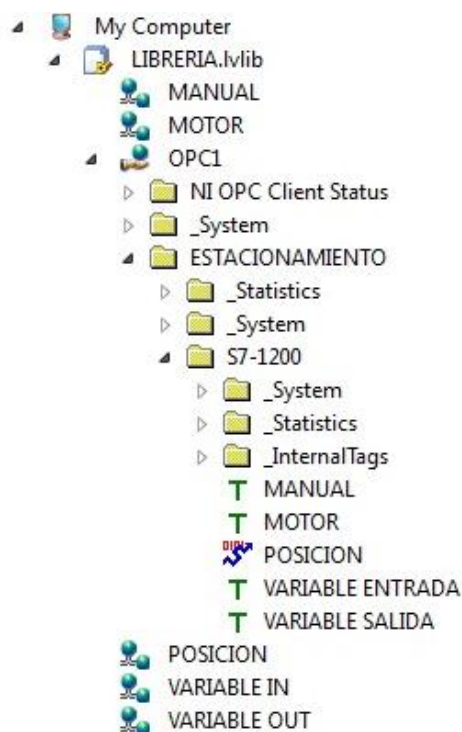 My Computer
LIBRERIA.lvlib
MANUAL
MOTOR
OPC1
NI OPC Client Status
_System
ESTACIONAMIENTO
_Statistics
_System
S7-1200
_System
_Statistics
_InternalTags
MANUAL
MOTOR
POSICION
VARIABLE ENTRADA
VARIABLE SALIDA
POSICION
VARIABLE IN
VARIABLE OUT